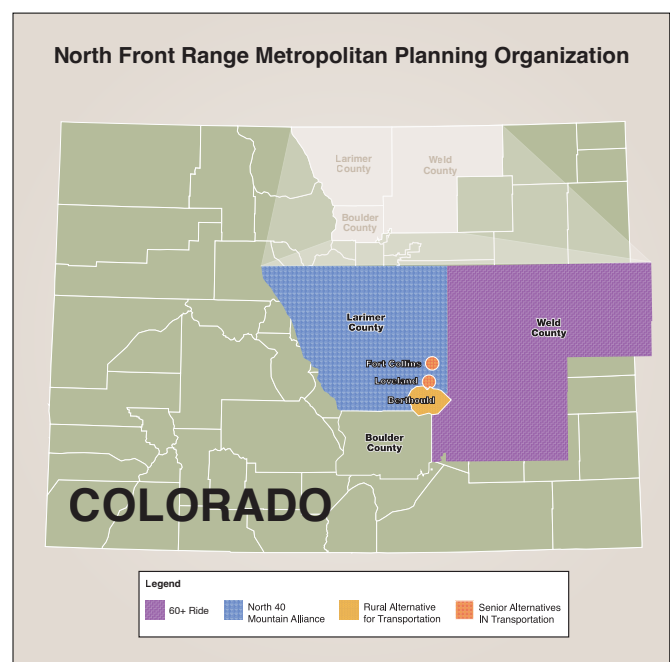 North Front Range Metropolitan Planning Organization
Larimer
County
Weld
County
Boulder
County
Larimer
County
Weld
County
Fort Collins
Loveland
Berthould
Boulder
County
COLORADO
Legend
60+ Ride
North 40
Mountain Alliance
Rural Alternative
for Transportation
Senior Alternatives
IN Transportation